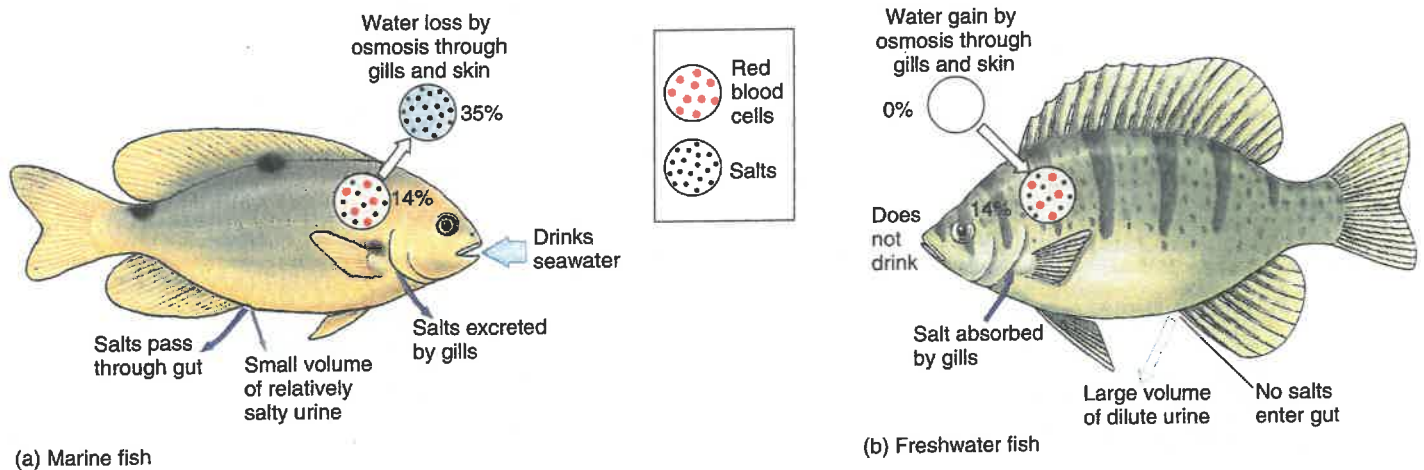 Water loss by
osmosis through
gills and skin
35%
14%
Drinks
seawater
Salts excreted
by gills
Salts pass
through gut
Small volume
of relatively
salty urine
(a) Marine fish
Red
blood
cells
Salts
Water gain by
osmosis through
gills and skin
0%
14%
Does
not
drink
Salt absorbed
by gills
Large volume
of dilute urine
No salts
enter gut
(b) Freshwater fish